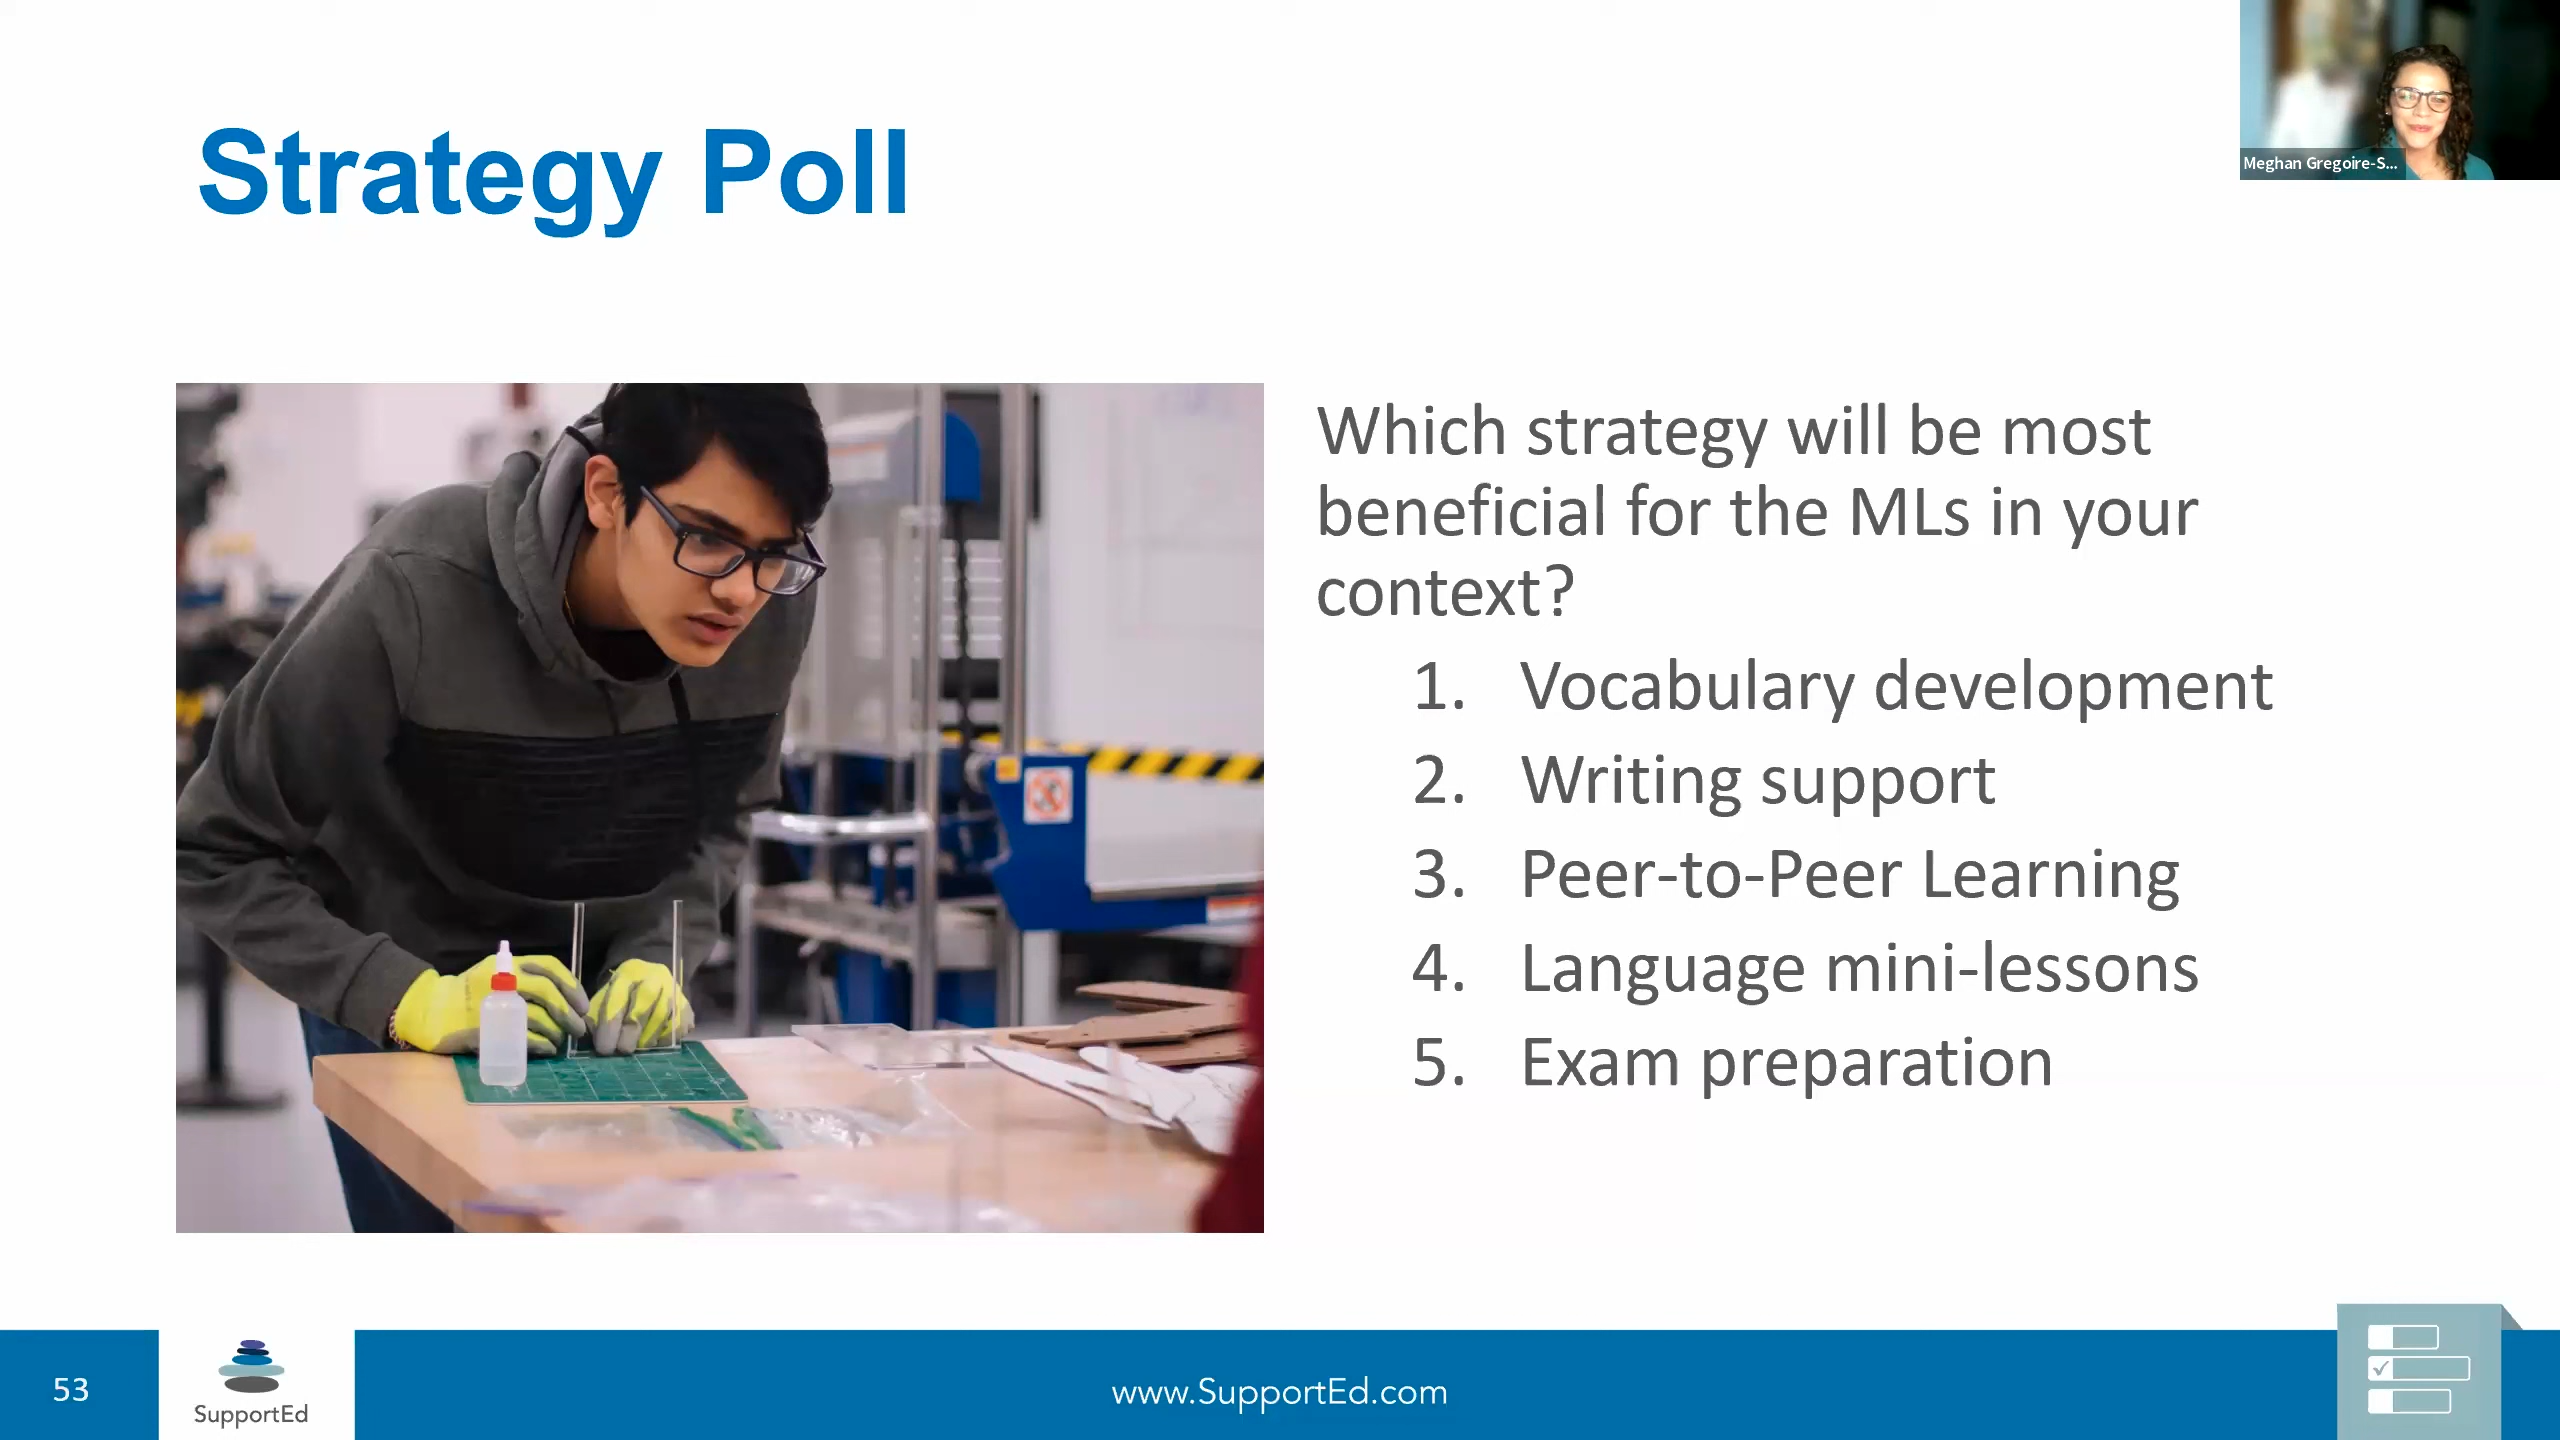 Strategy Poll
Meghan Gregoire-S...
Which strategy will be most
beneficial for the MLs in your
context?
1. Vocabulary development
2. Writing support
3. Peer-to-Peer Learning
4. Language mini-lessons
5. Exam preparation
53
SupportEd
www.SupportEd.com